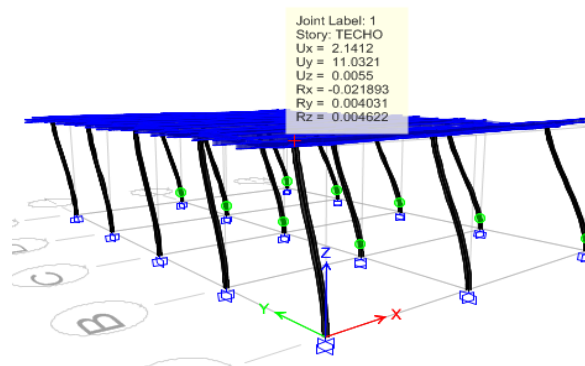 Joint Label: 1
Story: TECHO
Ux = 2.1412
Uy = 11.0321
Uz = 0.0055
Rx = -0.021893
Ry = 0.004031
Rz = 0.004622
Z
Y
X
C
B